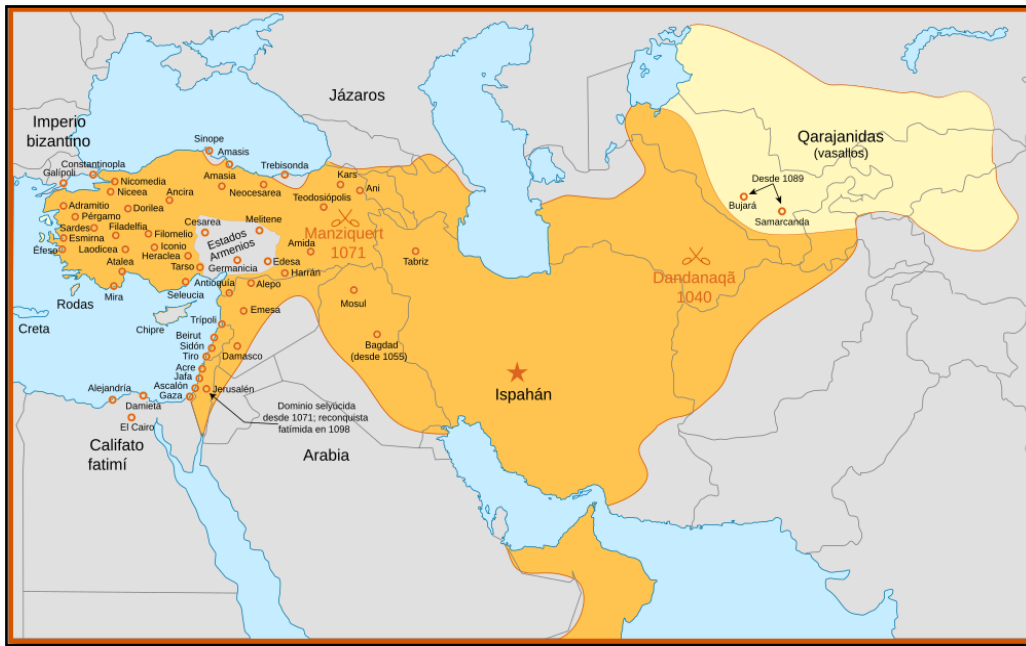 Jázaros
Imperio
bizantino
Qarajanidas
(vasallos)
Desde 1089
Bujará
Samarcanda
Sinope
Amasis
Constantinopla
Galípoli
Trebisonda
Nicomedia
Niceea
Ancira
Amasia
Neocesarea
Kars
Ani
Teodosiópolis
Adramitio
Pérgamo
Dorilea
Sardes
Filadelfia
Filomelio
Cesarea
Melitene
Manziquert
1071
Esmirna
Éfeso
Laodicea
Iconio
Heraclea
Estados
Armenios
Amida
Edesa
Tabriz
Atalea
Tarso
Germanicia
Harrán
Dandanaqã
1040
Mira
Seleucia
Antioquía
Alepo
Mosul
Rodas
Creta
Chipre
Trípoli
Emesa
Beirut
Sidón
Tiro
Damasco
Bagdad
(desde 1055)
Acre
Jafa
Ascalón
Gaza
Jerusalén
Ispahán
Alejandría
Damieta
El Cairo
Dominio selyúcida
desde 1071; reconquista
fatímida en 1098
Califato
fatimí
Arabia